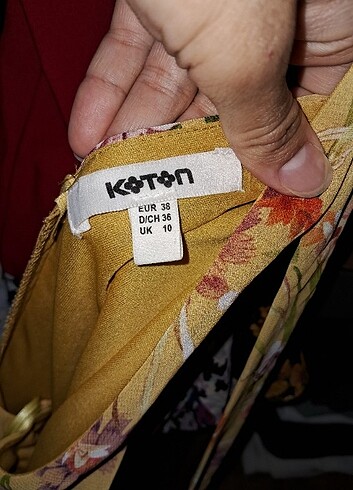 KOTON
EUR 38
D/CH 36
UK 10